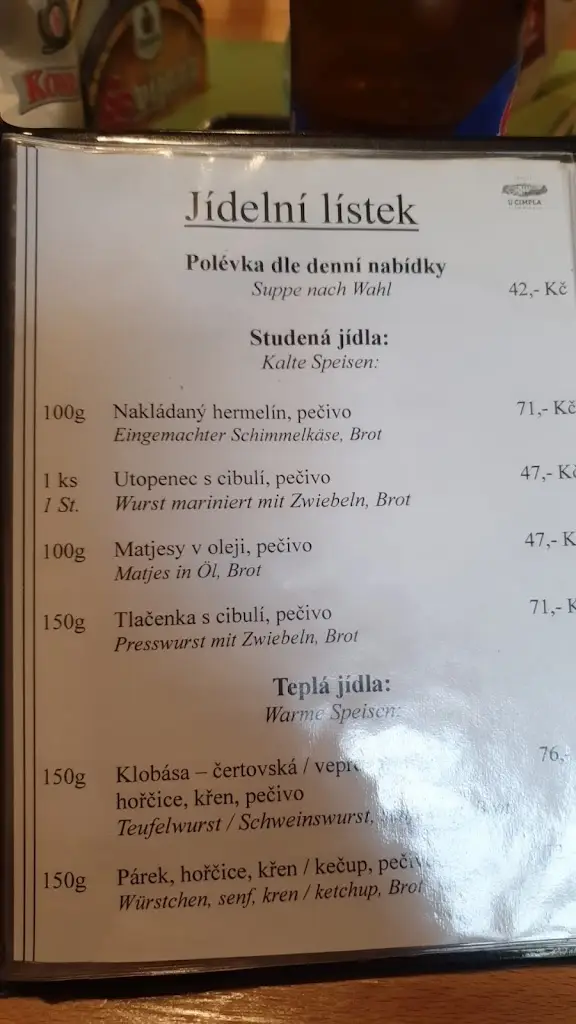 U CIMPLA
Jídelní lístek
Polévka dle denní nabídky
Suppe nach Wahl 42,- Kč
Studená jídla:
Kalte Speisen:
100g Nakládaný hermelín, pečivo 71,- Kč
Eingemachter Schimmelkäse, Brot
1 ks Utopenec s cibulí, pečivo 47,- Kč
1 St. Wurst mariniert mit Zwiebeln, Brot
100g Matjesy v oleji, pečivo 47,- K
Matjes in Öl, Brot
150g Tlačenka s cibulí, pečivo 71,- K
Presswurst mit Zwiebeln, Brot
Teplá jídla:
Warme Speisen:
76,-
150g Klobása – čertovská /
hořčice, křen, pečivo
Teufelwurst / Schweinswurst,
150g Párek, hořčice, křen / kečup,
Würstchen, senf, kren / ketchup, Brot